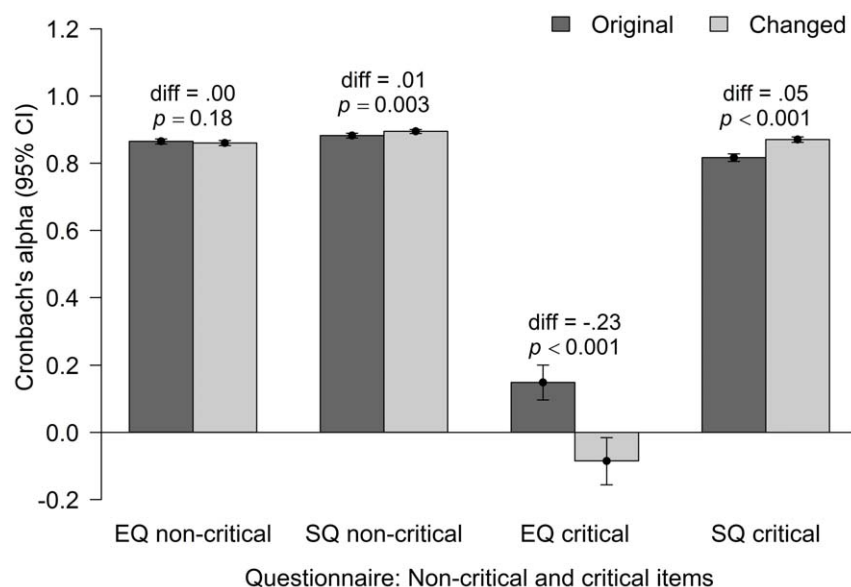 Original Changed
1.2
1.0
0.8
0.6
0.4
0.2
0.0
-0.2
Cronbach's alpha (95% CI)
diff = .00
p = 0.18
diff = .01
p = 0.003
diff = -.23
p < 0.001
diff = .05
p < 0.001
EQ non-critical SQ non-critical EQ critical SQ critical
Questionnaire: Non-critical and critical items